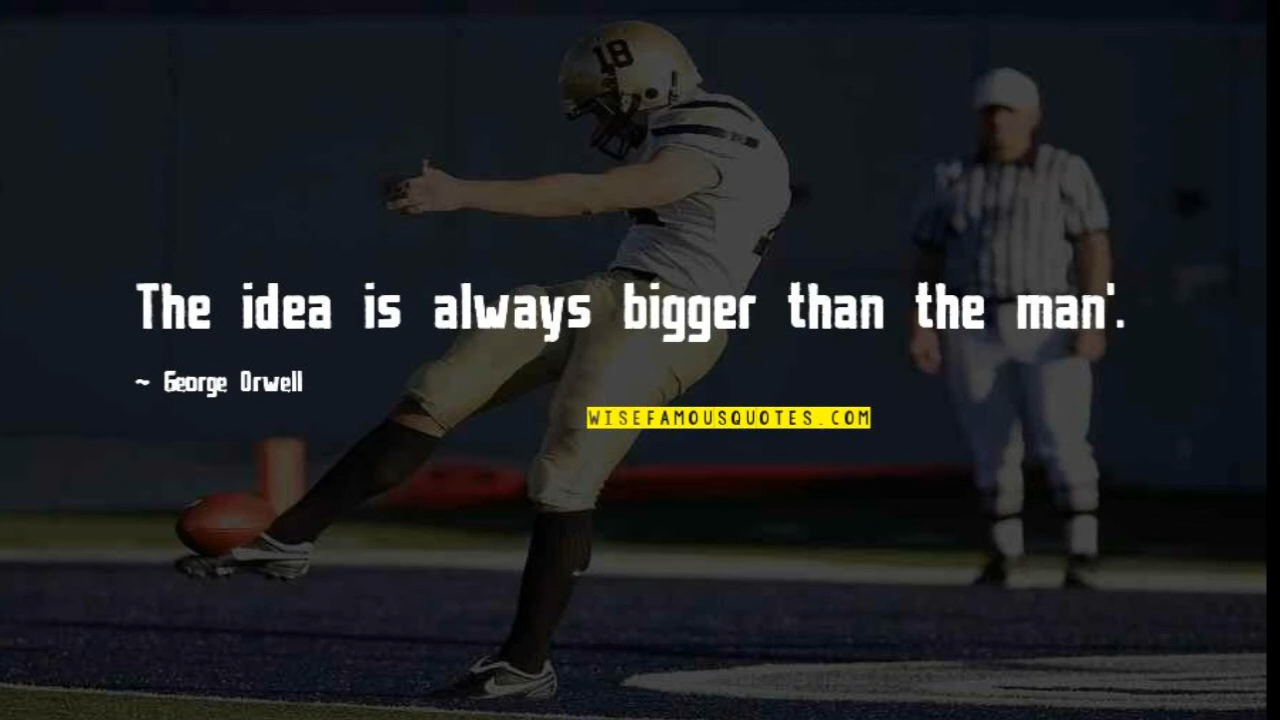 18
The idea is always bigger than the man'.
~ George Orwell
WISEFAMOUSQUOTES.COM